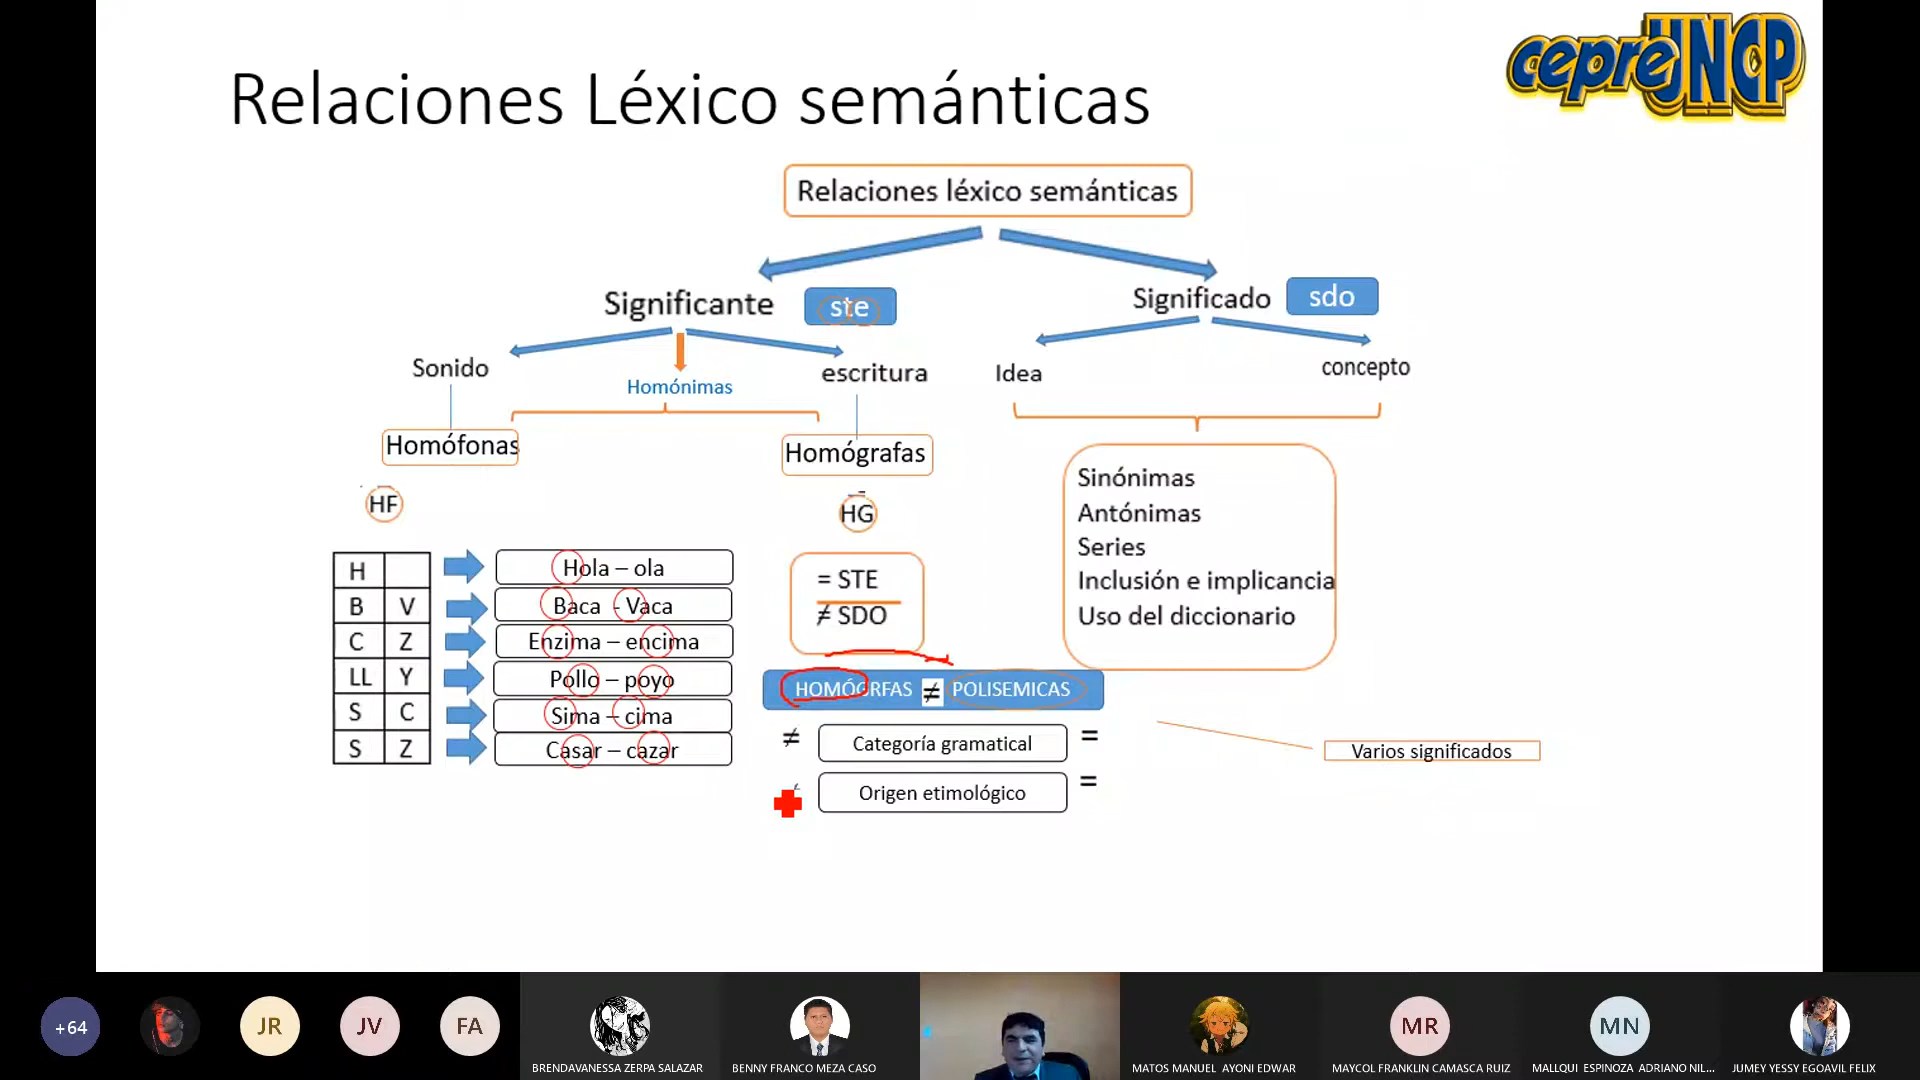 cepreUNCP
Relaciones Léxico semánticas
Relaciones léxico semánticas
Significante
ste
Significado
sdo
Sonido
Homónimas
escritura
Idea
concepto
Homófonas
Homógrafas
HF
HG
Sinónimas
Antónimas
Series
Inclusión e implicancia
Uso del diccionario
H
Hola – ola
B V
Baca - Vaca
C Z
Enzima – encima
LL Y
Pollo – poyo
S C
Sima – cima
S Z
Casar – cazar
= STE
≠ SDO
HOMÓGRFAS ≠ POLISEMICAS
≠ Categoría gramatical =
Origen etimológico =
Varios significados
+64
JR
JV
FA
BRENDAVANESSA ZERPA SALAZAR
BENNY FRANCO MEZA CASO
MATOS MANUEL AYONI EDWAR
MR
MAYCOL FRANKLIN CAMASCA RUIZ
MN
MALLQUI ESPINOZA ADRIANO NIL...
JUMEY YESSY EGOAVIL FELIX